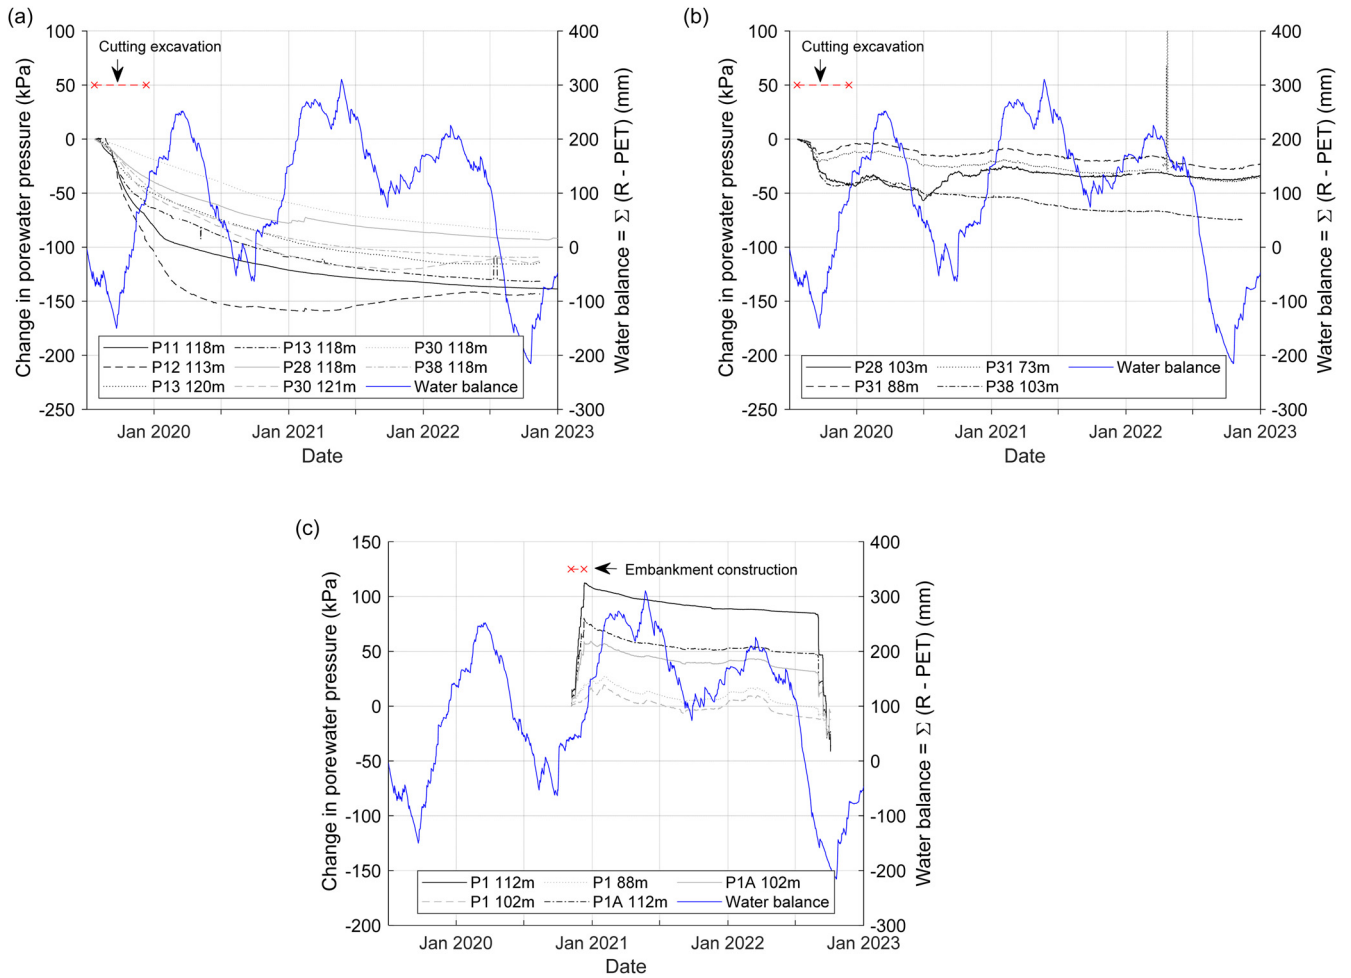 (a)
Change in porewater pressure (kPa)
100
50
0
-50
-100
-150
-200
-250
Cutting excavation
400
300
200
100
0
-100
-200
-300
Water balance = Σ (R - PET) (mm)
P11 118m
P12 113m
P13 120m
P13 118m
P28 118m
P30 121m
P30 118m
P38 118m
Water balance
Jan 2020
Jan 2021
Jan 2022
Jan 2023
Date
(b)
Change in porewater pressure (kPa)
100
50
0
-50
-100
-150
-200
-250
Cutting excavation
400
300
200
100
0
-100
-200
-300
Water balance = Σ (R - PET) (mm)
P28 103m
P31 88m
P31 73m
P38 103m
Water balance
Jan 2020
Jan 2021
Jan 2022
Jan 2023
Date
(c)
Change in porewater pressure (kPa)
150
100
50
0
-50
-100
-150
-200
Embankment construction
400
300
200
100
0
-100
-200
-300
Water balance = Σ (R - PET) (mm)
P1 112m
P1 102m
P1 88m
P1A 112m
P1A 102m
Water balance
Jan 2020
Jan 2021
Jan 2022
Jan 2023
Date